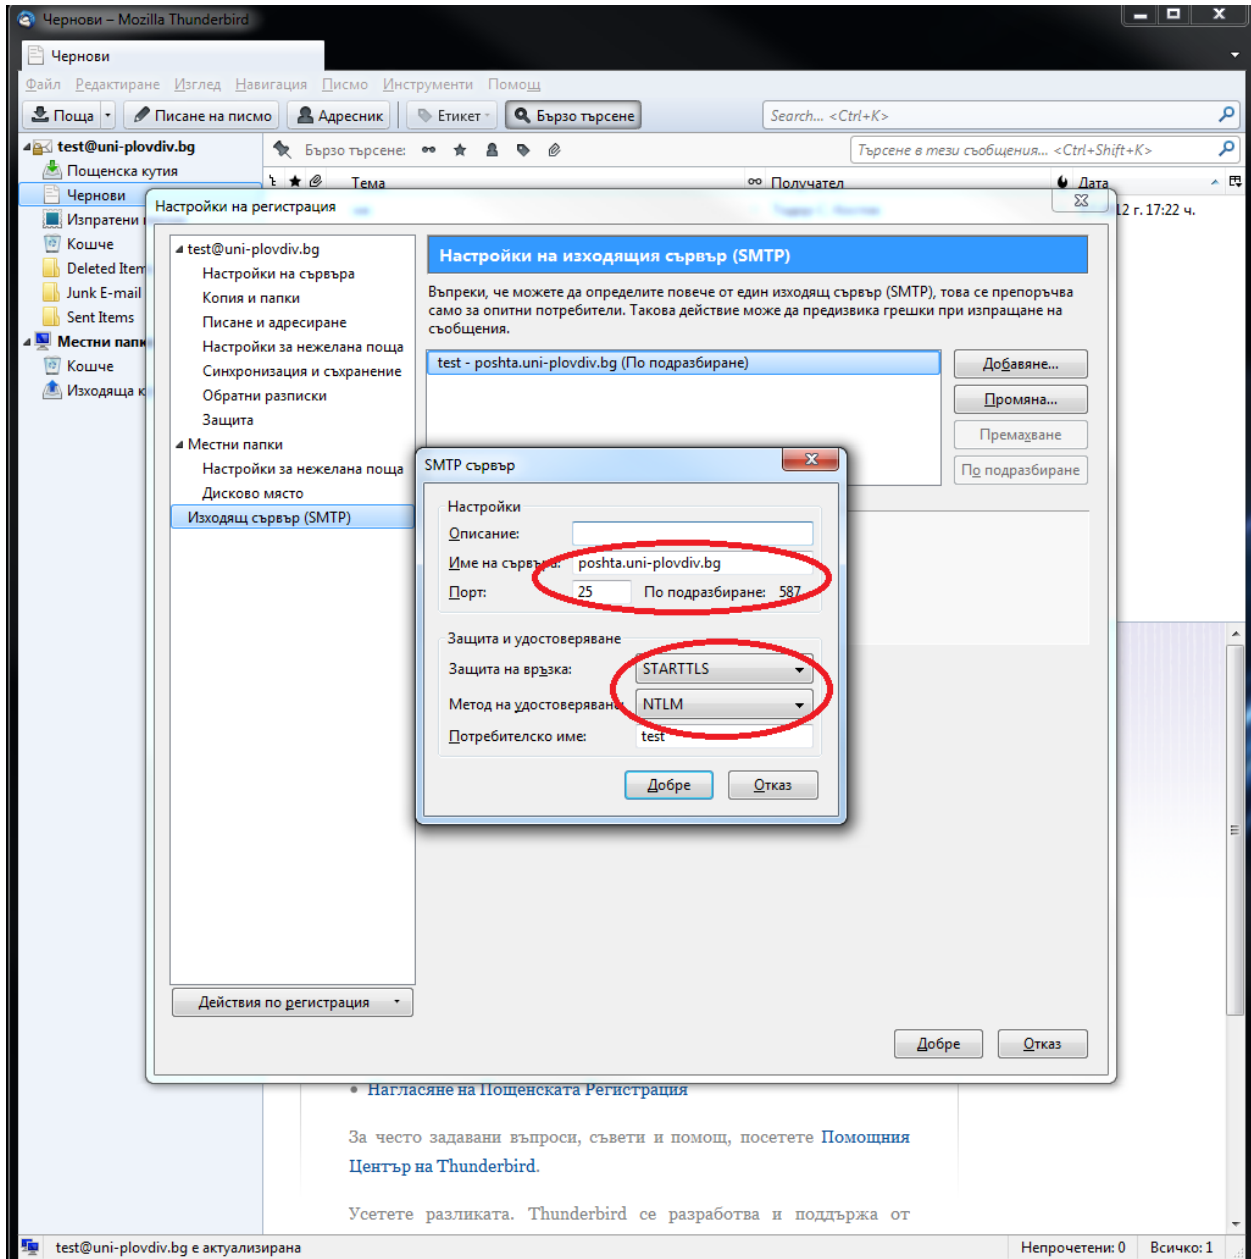 Чернови – Mozilla Thunderbird
Чернови
Файл Редактиране Изглед Навигация Писмо Инструменти Помощ
Поща Писане на писмо Адресник Етикет Бързо търсене Search... <Ctrl+K>
test@uni-plovdiv.bg
Бързо търсене: Търсене в тези съобщения... <Ctrl+Shift+K>
Пощенска кутия
Тема Получател Дата
Чернови
12 г. 17:22 ч.
Изпратени
Кошче
Deleted Item
Junk E-mail
Sent Items
Местни папк
Кошче
Изходяща к
Настройки на регистрация
test@uni-plovdiv.bg
Настройки на сървъра
Копия и папки
Писане и адресиране
Настройки за нежелана поща
Синхронизация и съхранение
Обратни разписки
Защита
Местни папки
Настройки за нежелана поща
Дисково място
Изходящ сървър (SMTP)
Действия по регистрация
Настройки на изходящия сървър (SMTP)
Въпреки, че можете да определите повече от един изходящ сървър (SMTP), това се препоръчва
само за опитни потребители. Такова действие може да предизвика грешки при изпращане на
съобщения.
test - poshta.uni-plovdiv.bg (По подразбиране)
Добавяне...
Промяна...
Премахване
По подразбиране
SMTP сървър
Настройки
Описание:
Име на сървъра: poshta.uni-plovdiv.bg
Порт: 25 По подразбиране: 587
Защита и удостоверяване
Защита на връзка: STARTTLS
Метод на удостоверяване: NTLM
Потребителско име: test
Добре Отказ
Добре Отказ
• Нагласяне на Пощенската Регистрация
За често задавани въпроси, съвети и помощ, посетете Помощния
Център на Thunderbird.
Усетете разликата. Thunderbird се разработва и поддържа от
test@uni-plovdiv.bg е актуализирана Непрочетени: 0 Всичко: 1